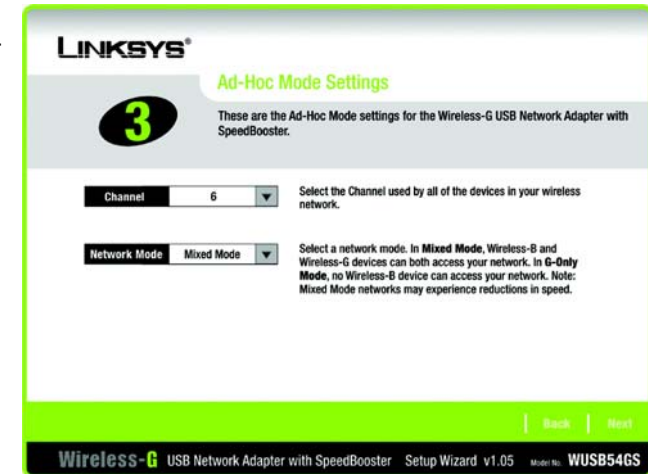 LINKSYS®
Ad-Hoc Mode Settings
3
These are the Ad-Hoc Mode settings for the Wireless-G USB Network Adapter with
SpeedBooster.
Channel 6
Select the Channel used by all of the devices in your wireless
network.
Network Mode Mixed Mode
Select a network mode. In Mixed Mode, Wireless-B and
Wireless-G devices can both access your network. In G-Only
Mode, no Wireless-B device can access your network. Note:
Mixed Mode networks may experience reductions in speed.
Back Next
Wireless-G USB Network Adapter with SpeedBooster Setup Wizard v1.05 Model No. WUSB54GS